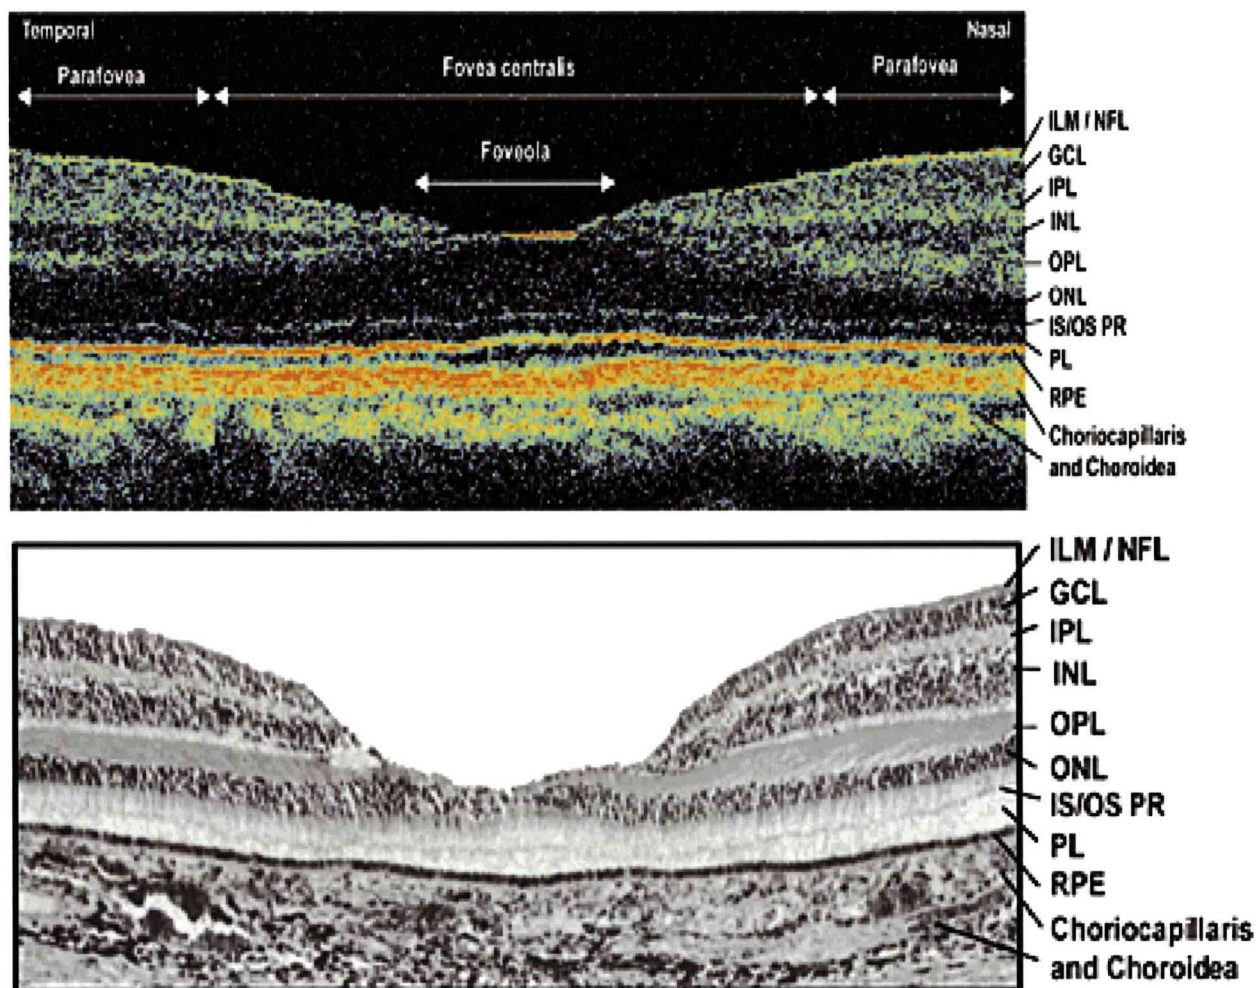 Temporal
Nasal
Parafovea
Fovea centralis
Parafovea
Foveola
ILM / NFL
GCL
IPL
INL
OPL
ONL
IS/OS PR
PL
RPE
Choriocapillaris
and Choroidea
ILM / NFL
GCL
IPL
INL
OPL
ONL
IS/OS PR
PL
RPE
Choriocapillaris
and Choroidea